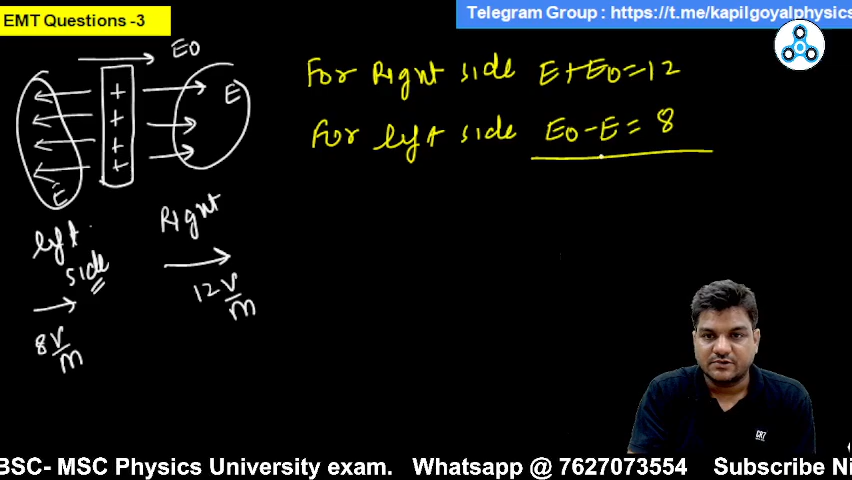 EMT Questions -3
Telegram Group : https://t.me/kapilgoyalphysics
E0
For Right side E+E0=12
For left side E0-E=8
+
+
+
+
E
E
left
side
8 V/m
Right
12 V/m
BSC- MSC Physics University exam. Whatsapp @ 7627073554 Subscribe Ni